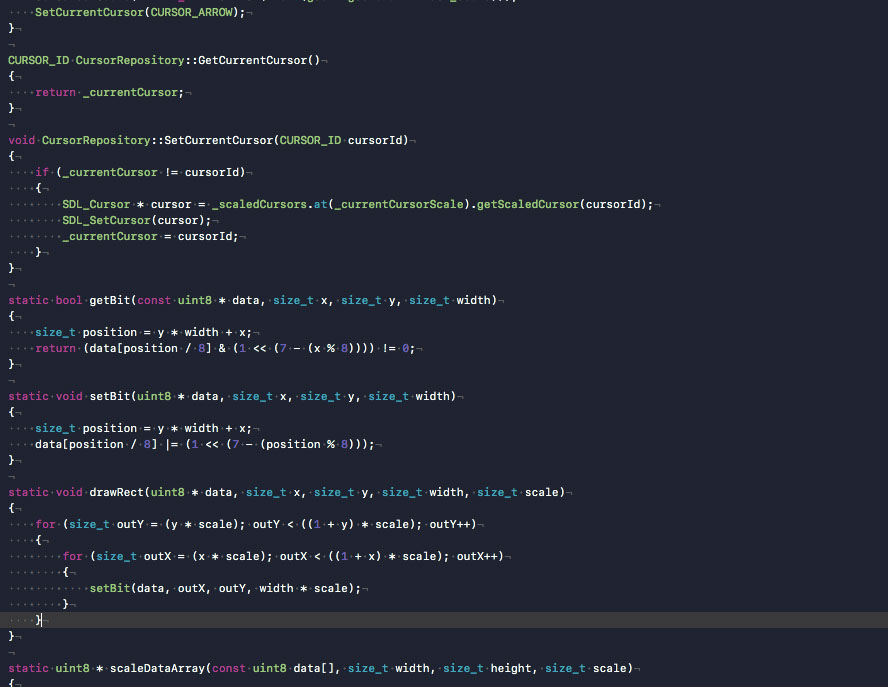 SetCurrentCursor(CURSOR_ARROW);
}

CURSOR_ID CursorRepository::GetCurrentCursor()
{
    return _currentCursor;
}

void CursorRepository::SetCurrentCursor(CURSOR_ID cursorId)
{
    if (_currentCursor != cursorId)
    {
        SDL_Cursor * cursor = _scaledCursors.at(_currentCursorScale).getScaledCursor(cursorId);
        SDL_SetCursor(cursor);
        _currentCursor = cursorId;
    }
}

static bool getBit(const uint8 * data, size_t x, size_t y, size_t width)
{
    size_t position = y * width + x;
    return (data[position / 8] & (1 << (7 - (x % 8)))) != 0;
}

static void setBit(uint8 * data, size_t x, size_t y, size_t width)
{
    size_t position = y * width + x;
    data[position / 8] |= (1 << (7 - (position % 8)));
}

static void drawRect(uint8 * data, size_t x, size_t y, size_t width, size_t scale)
{
    for (size_t outY = (y * scale); outY < ((1 + y) * scale); outY++)
    {
        for (size_t outX = (x * scale); outX < ((1 + x) * scale); outX++)
        {
            setBit(data, outX, outY, width * scale);
        }
    }
}

static uint8 * scaleDataArray(const uint8 data[], size_t width, size_t height, size_t scale)
{